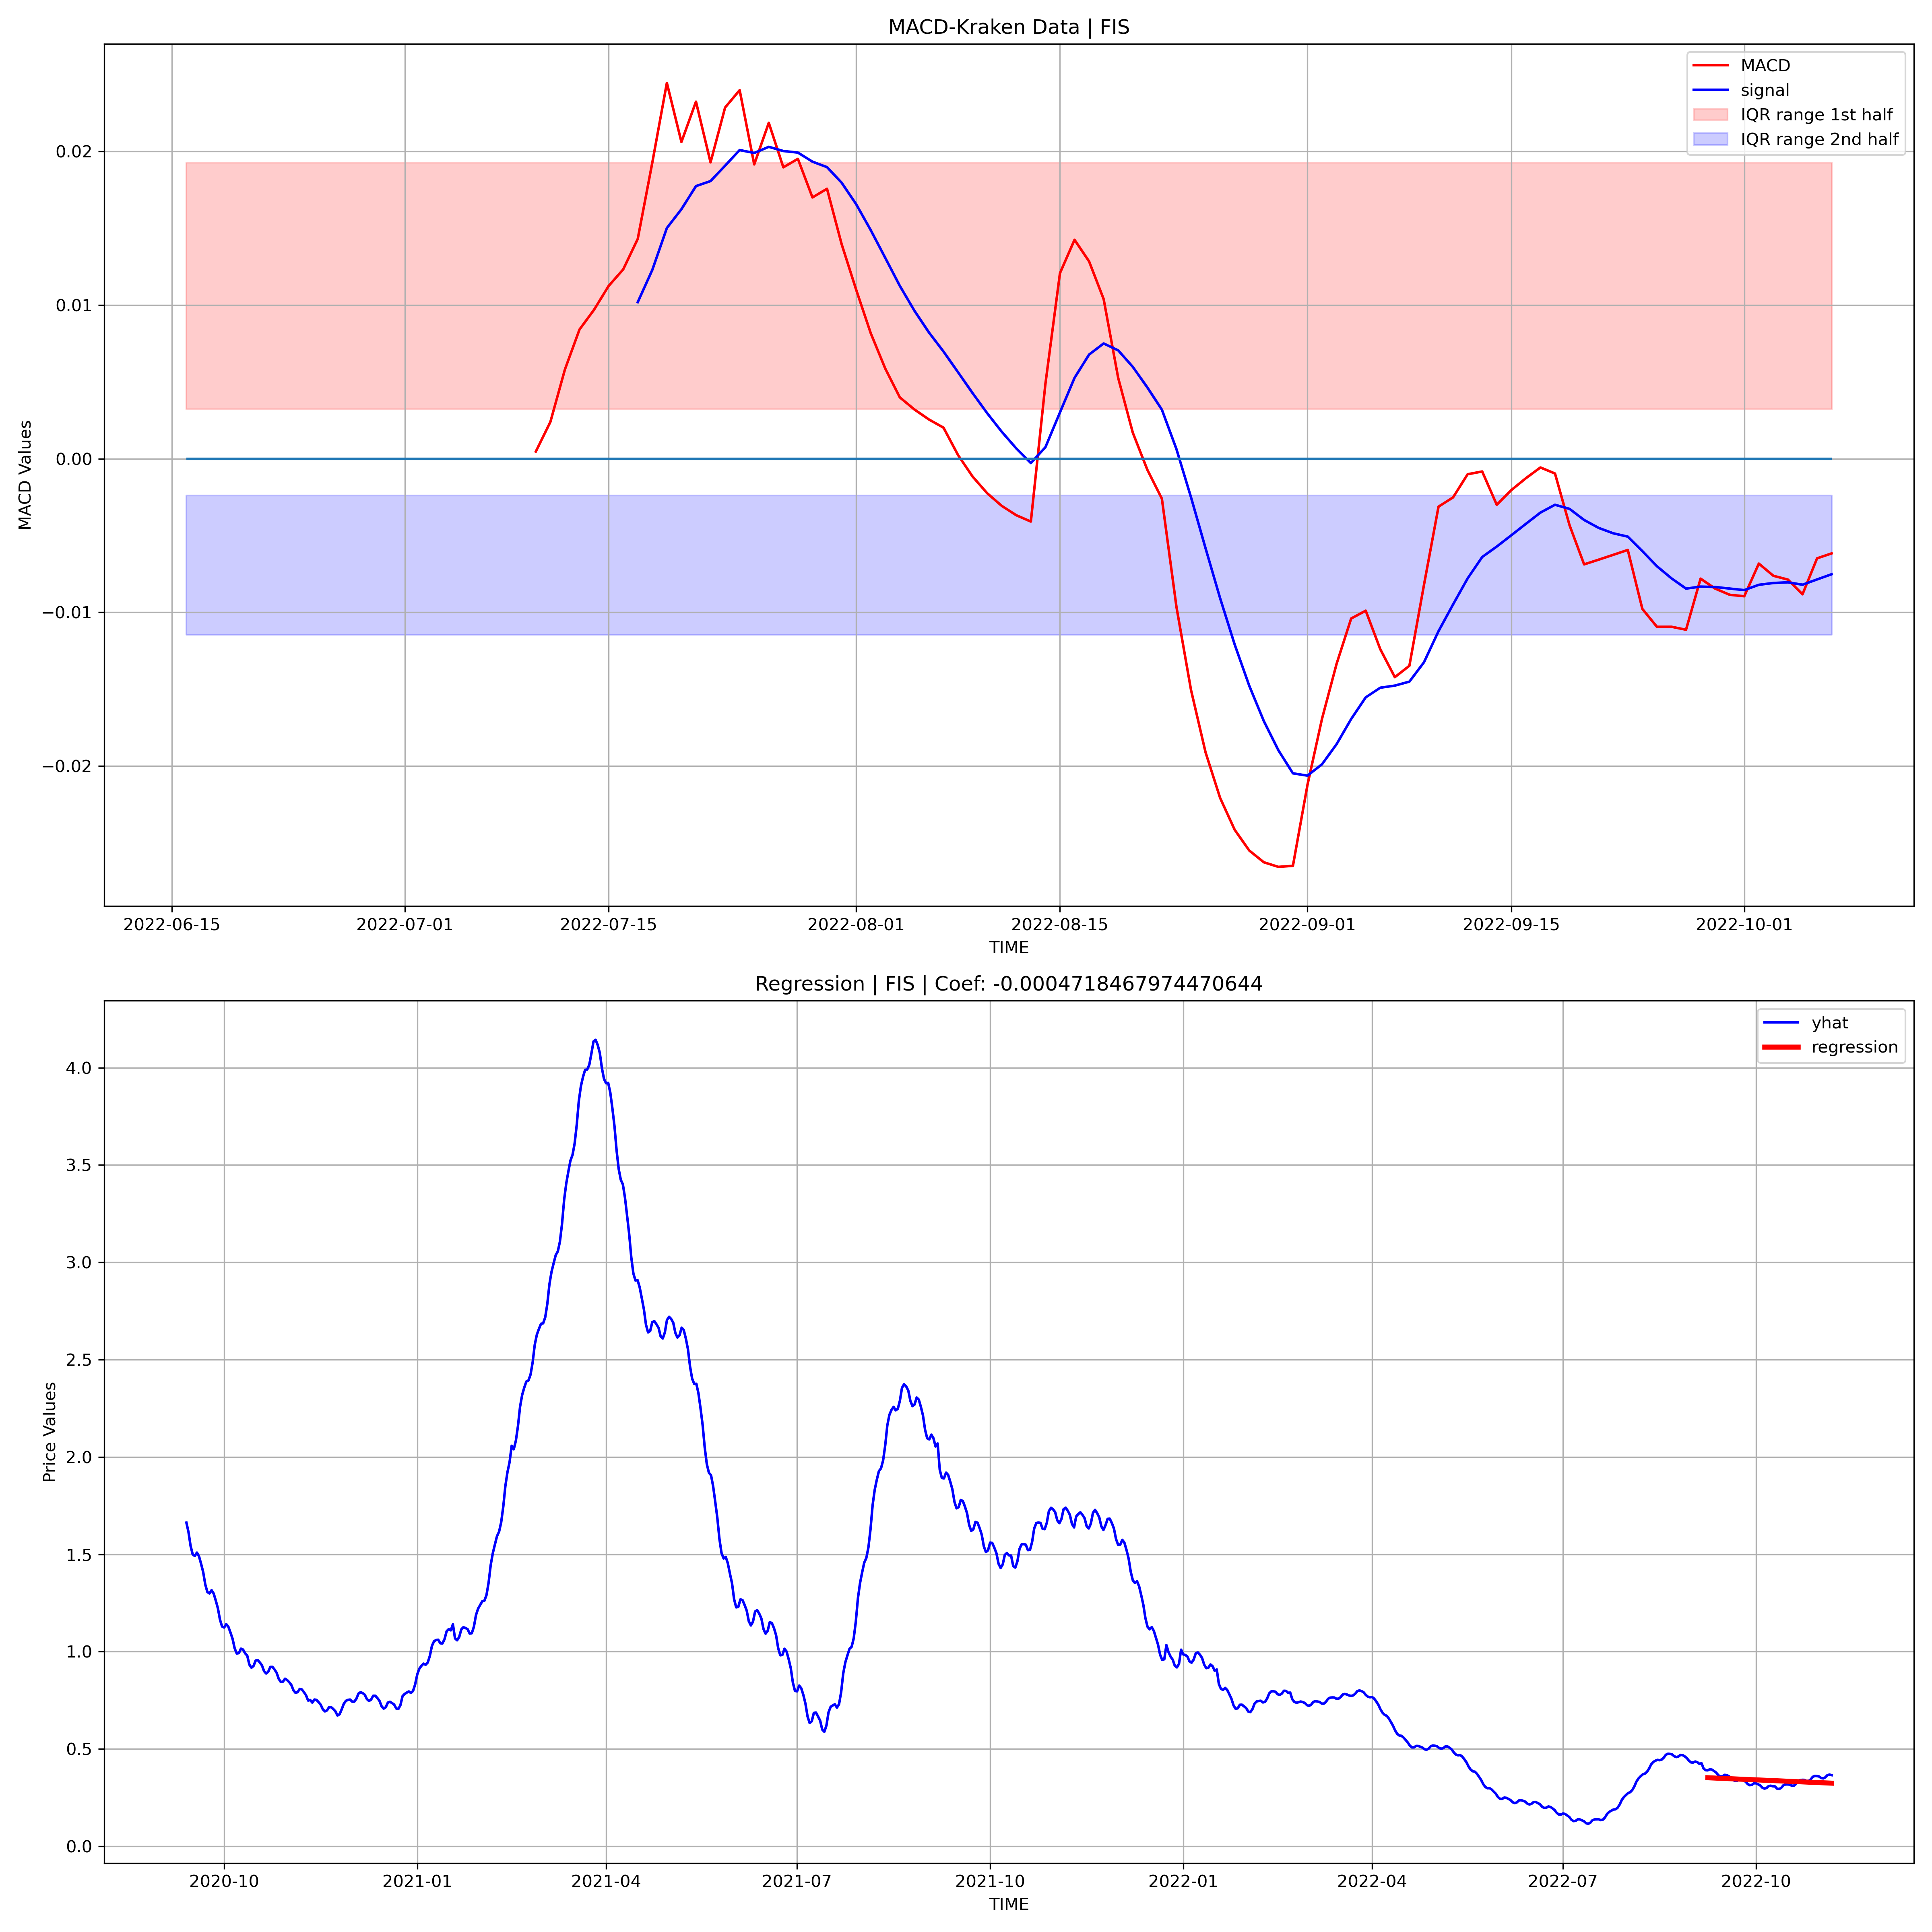 MACD-Kraken Data | FIS
MACD
signal
IQR range 1st half
IQR range 2nd half
MACD Values
0.02
0.01
0.00
−0.01
−0.02
2022-06-15
2022-07-01
2022-07-15
2022-08-01
2022-08-15
2022-09-01
2022-09-15
2022-10-01
TIME
Regression | FIS | Coef: -0.0004718467974470644
yhat
regression
Price Values
4.0
3.5
3.0
2.5
2.0
1.5
1.0
0.5
0.0
2020-10
2021-01
2021-04
2021-07
2021-10
2022-01
2022-04
2022-07
2022-10
TIME